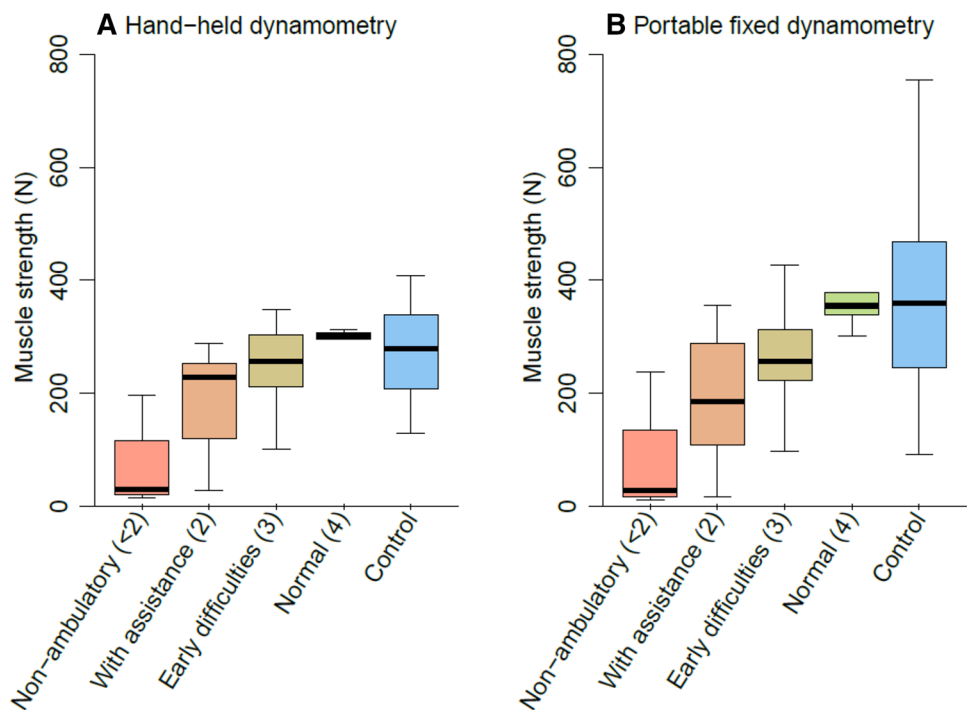 A Hand−held dynamometry
Muscle strength (N)
800
600
400
200
0
Non−ambulatory (<2)
With assistance (2)
Early difficulties (3)
Normal (4)
Control
B Portable fixed dynamometry
Muscle strength (N)
800
600
400
200
0
Non−ambulatory (<2)
With assistance (2)
Early difficulties (3)
Normal (4)
Control